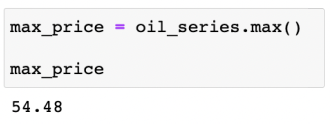 max_price = oil_series.max()
max_price
54.48